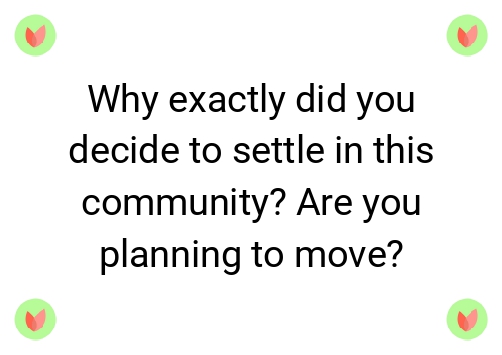 Why exactly did you
decide to settle in this
community? Are you
planning to move?